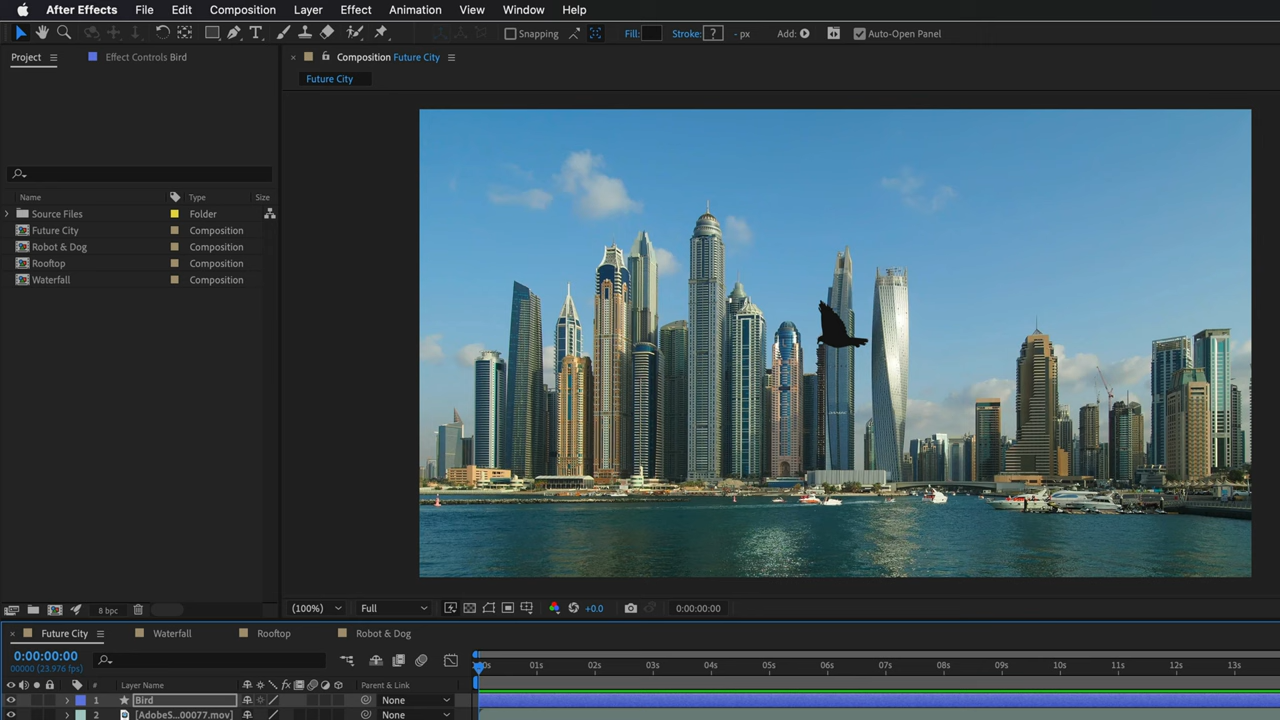 After Effects File Edit Composition Layer Effect Animation View Window Help
Snapping Fill: Stroke: ? - px Add: Auto-Open Panel
Project Effect Controls Bird Composition Future City
Future City
Name Type Size
Source Files Folder
Future City Composition
Robot & Dog Composition
Rooftop Composition
Waterfall Composition
8 bpc (100%) Full +0.0 0:00:00:00
Future City Waterfall Rooftop Robot & Dog
0:00:00:00
00000 (23.976 fps)
01s 02s 03s 04s 05s 06s 07s 08s 09s 10s 11s 12s 13s
# Layer Name Parent & Link
1 Bird None
2 [AdobeS...00077.mov] None